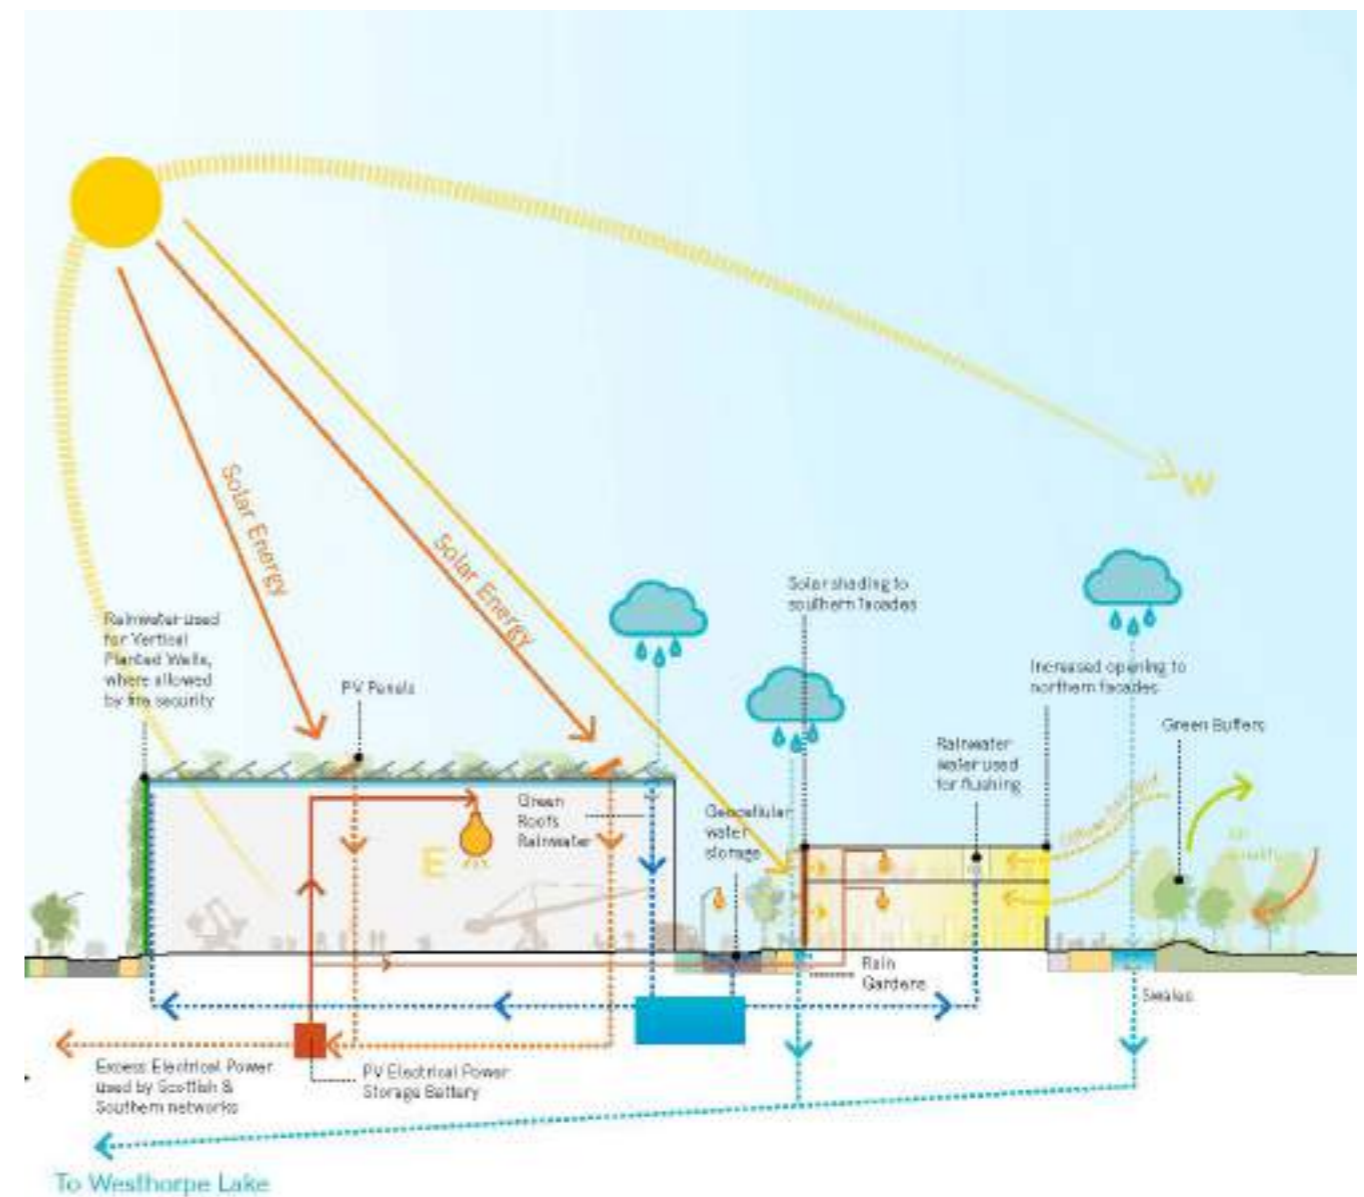 W
Solar Energy
Solar Energy
Solar shading to
southern facades
Rainwater used
for Vertical
Planted Walls,
where allowed
by fire security
PV Panels
Increased opening to
northern facades
Green Buffers
Rainwater
water used
for flushing
Green
Roofs
Rainwater
Geocellular
water
storage
E
Rain
Gardens
Swales
Excess Electrical Power
used by Scottish &
Southern networks
PV Electrical Power
Storage Battery
To Westhorpe Lake